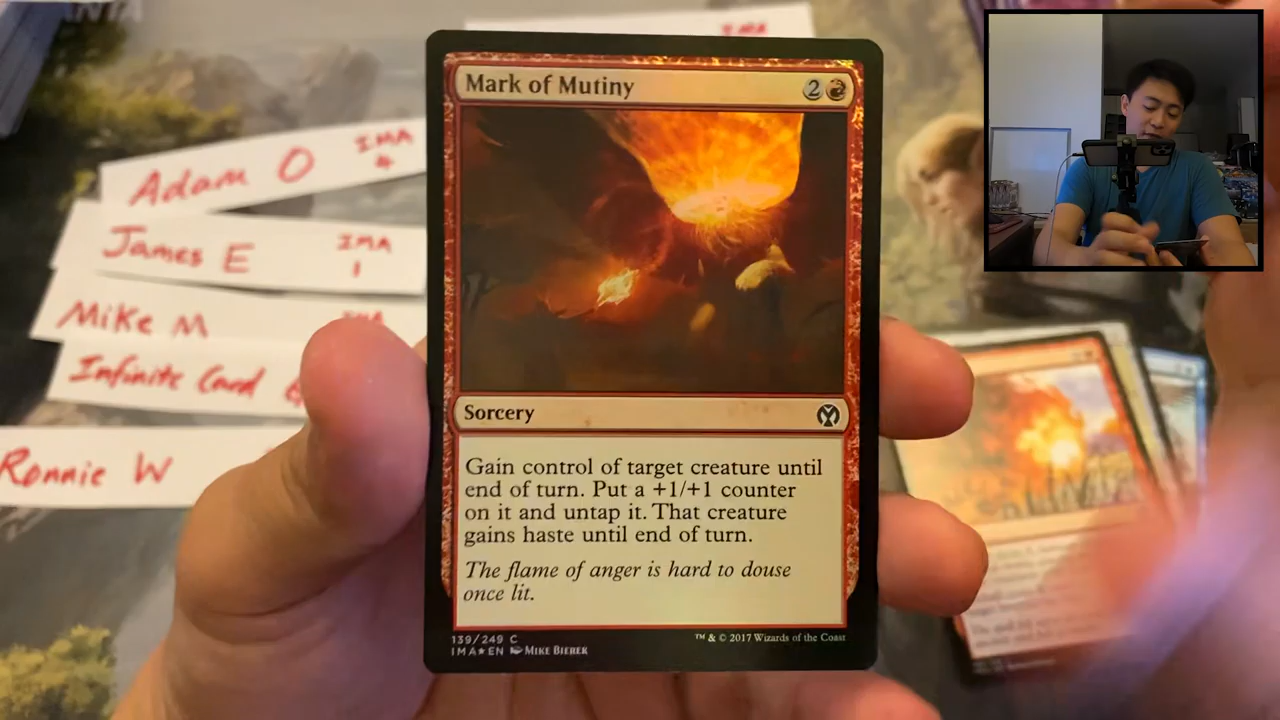 Mark of Mutiny 2
Sorcery
Gain control of target creature until
end of turn. Put a +1/+1 counter
on it and untap it. That creature
gains haste until end of turn.
The flame of anger is hard to douse
once lit.
139/249 C
IMA★EN MIKE BIEREK
™ & © 2017 Wizards of the Coast
IMA
Adam O IMA
4
James E IMA
1
Mike M IMA
Infinite Card
Ronnie W